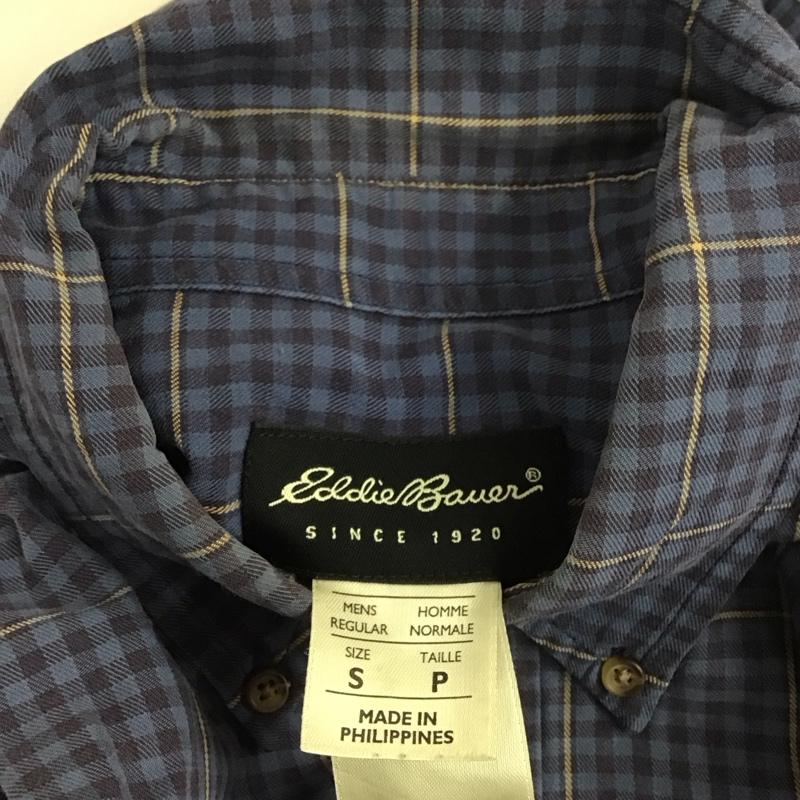 Eddie Bauer®
SINCE 1920
MENS HOMME
REGULAR NORMALE
SIZE TAILLE
S P
MADE IN
PHILIPPINES